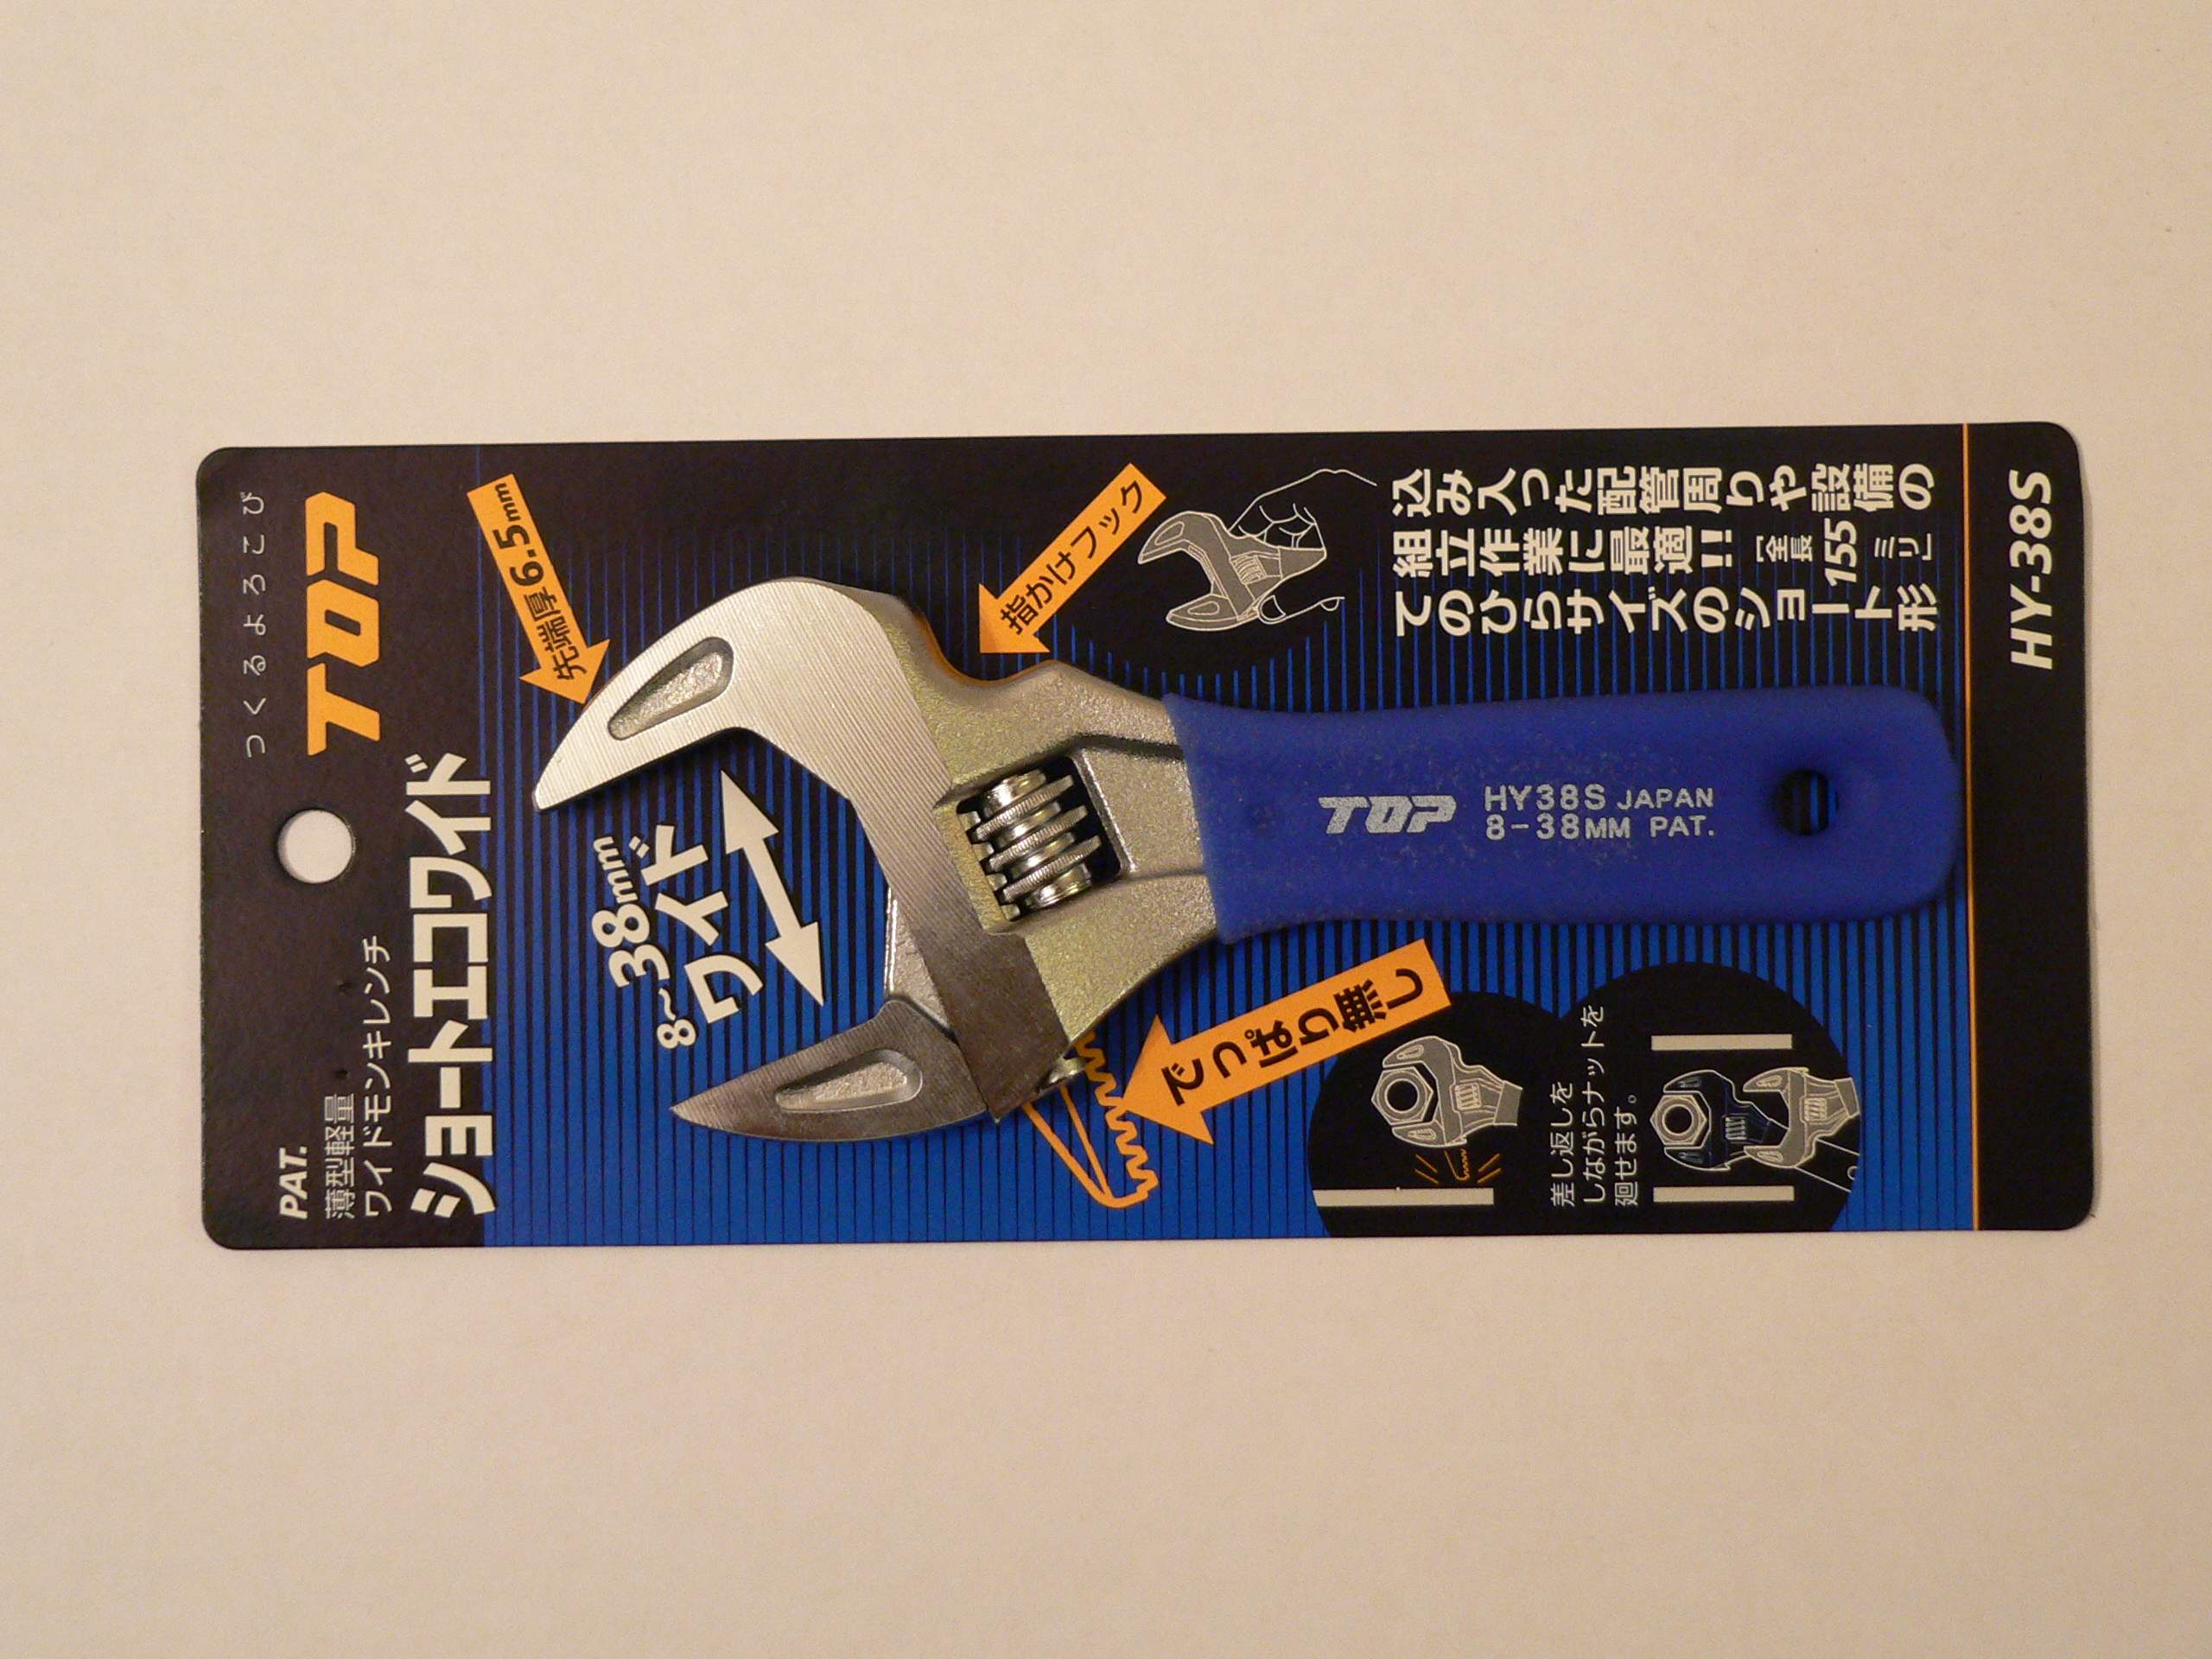 つくるよろこび
TOP
PAT.
薄型軽量
ワイドモンキレンチ
ショートエコワイド
先端厚6.5mm
8~38mm
ワイド
指かけフック
でっぱり無し
TOP
HY38S JAPAN
8-38MM PAT.
込み入った配管周りや設備の
組立作業に最適!! [全長155ミリ]
てのひらサイズのショート形
差し返しを
しながらナットを
廻せます。
HY-38S